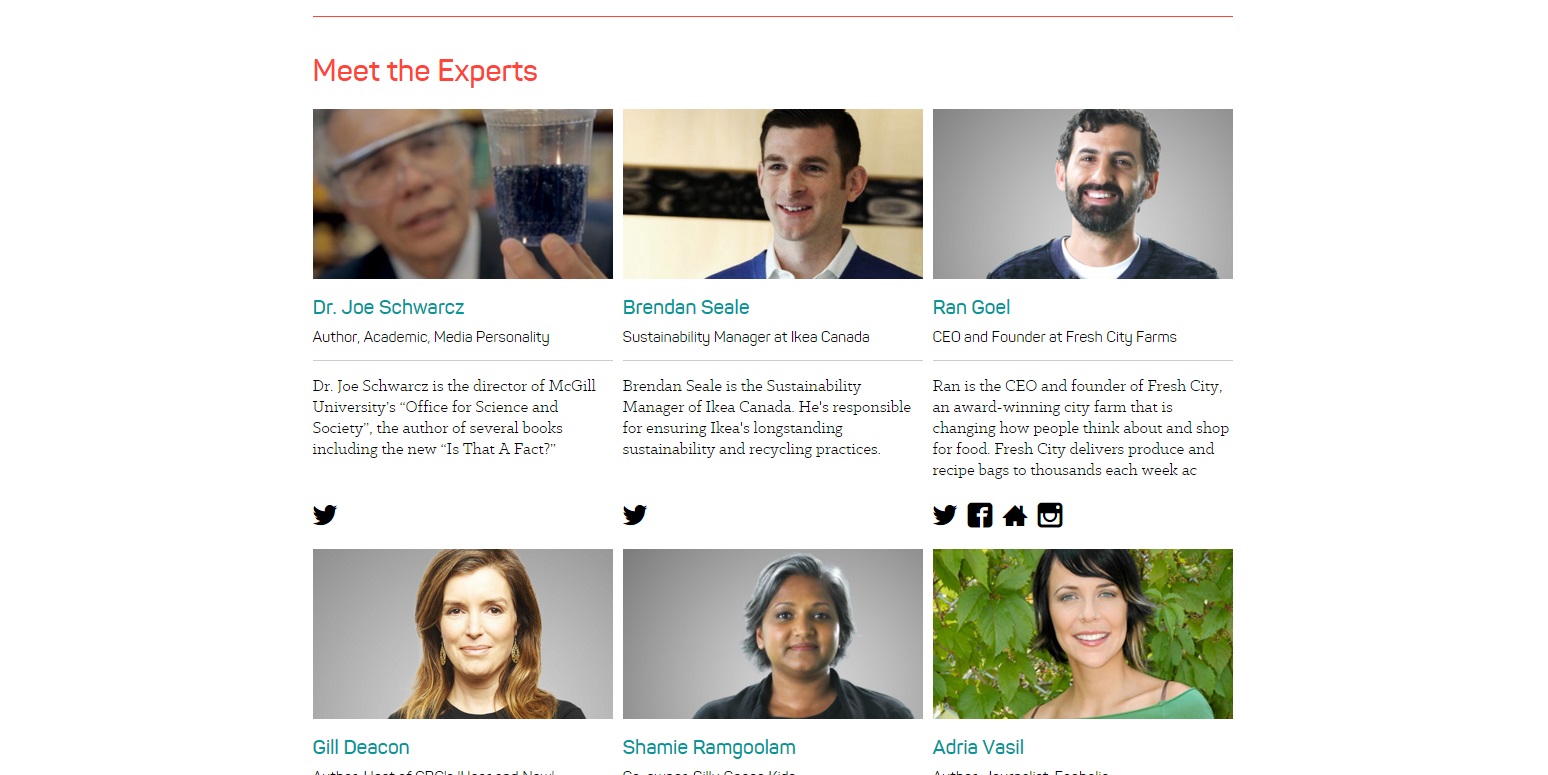 Meet the Experts
Dr. Joe Schwarcz
Author, Academic, Media Personality
Dr. Joe Schwarcz is the director of McGill
University's “Office for Science and
Society”, the author of several books
including the new “Is That A Fact?”
Brendan Seale
Sustainability Manager at Ikea Canada
Brendan Seale is the Sustainability
Manager of Ikea Canada. He's responsible
for ensuring Ikea's longstanding
sustainability and recycling practices.
Ran Goel
CEO and Founder at Fresh City Farms
Ran is the CEO and founder of Fresh City,
an award-winning city farm that is
changing how people think about and shop
for food. Fresh City delivers produce and
recipe bags to thousands each week ac
Gill Deacon
Shamie Ramgoolam
Adria Vasil